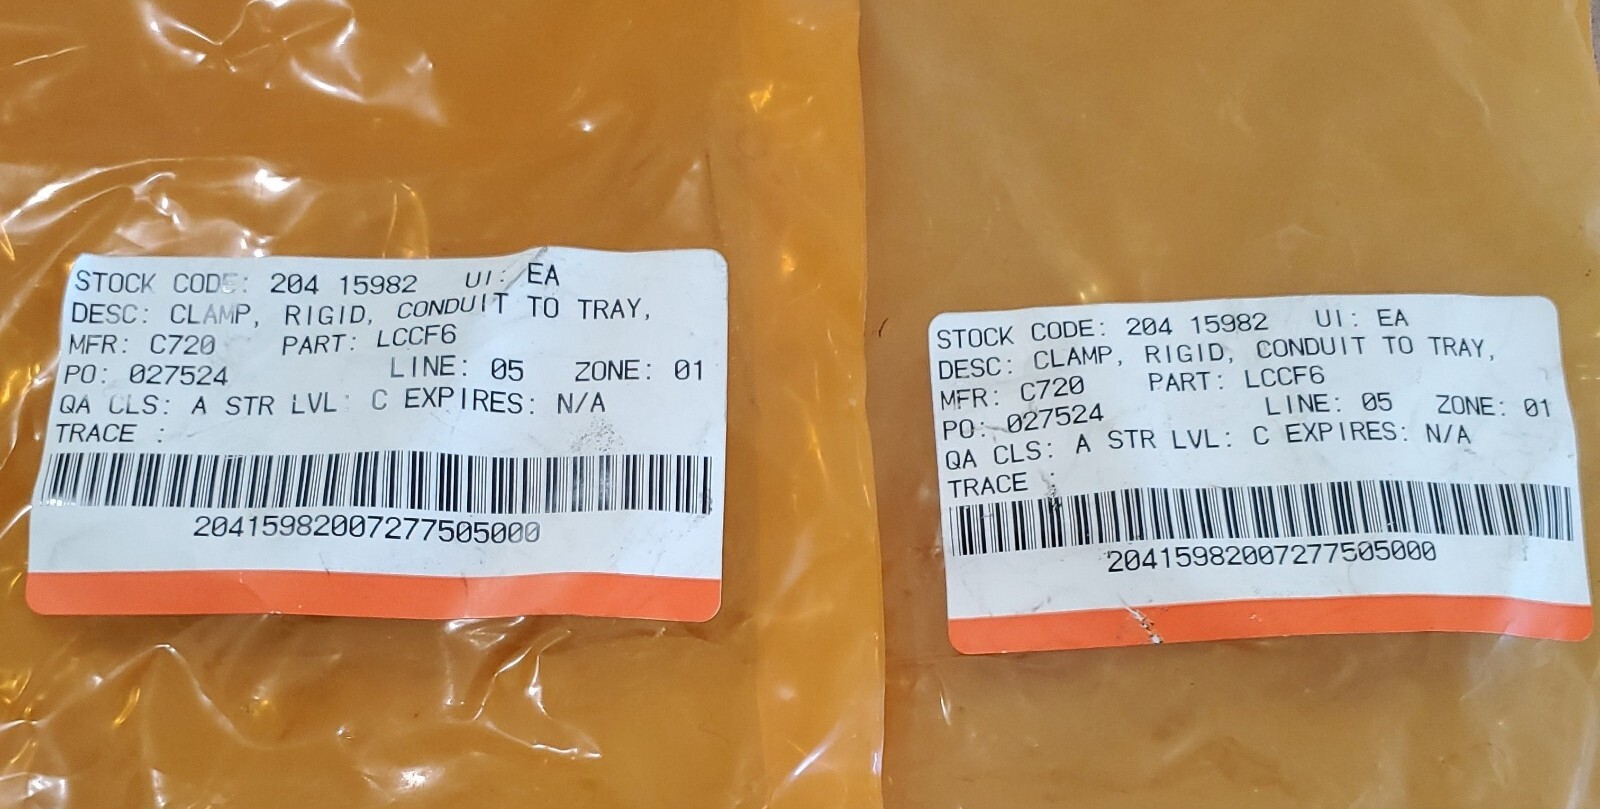 STOCK CODE: 204 15982 UI: EA
DESC: CLAMP, RIGID, CONDUIT TO TRAY,
MFR: C720 PART: LCCF6
PO: 027524 LINE: 05 ZONE: 01
QA CLS: A STR LVL: C EXPIRES: N/A
TRACE :
20415982007277505000
STOCK CODE: 204 15982 UI: EA
DESC: CLAMP, RIGID, CONDUIT TO TRAY,
MFR: C720 PART: LCCF6
PO: 027524 LINE: 05 ZONE: 01
QA CLS: A STR LVL: C EXPIRES: N/A
TRACE :
20415982007277505000